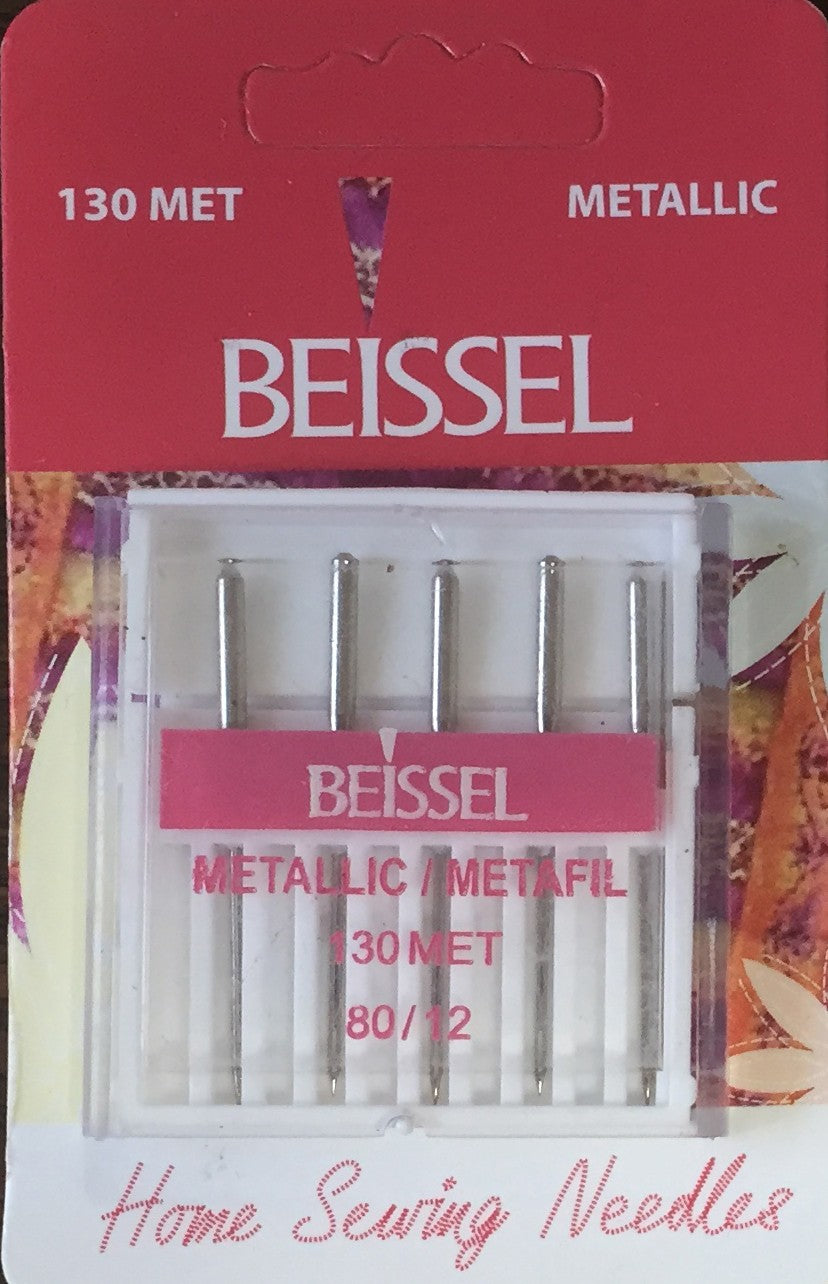 130 MET METALLIC
BEISSEL
BEISSEL
METALLIC / METAFIL
130 MET
80/12
Home Sewing Needles